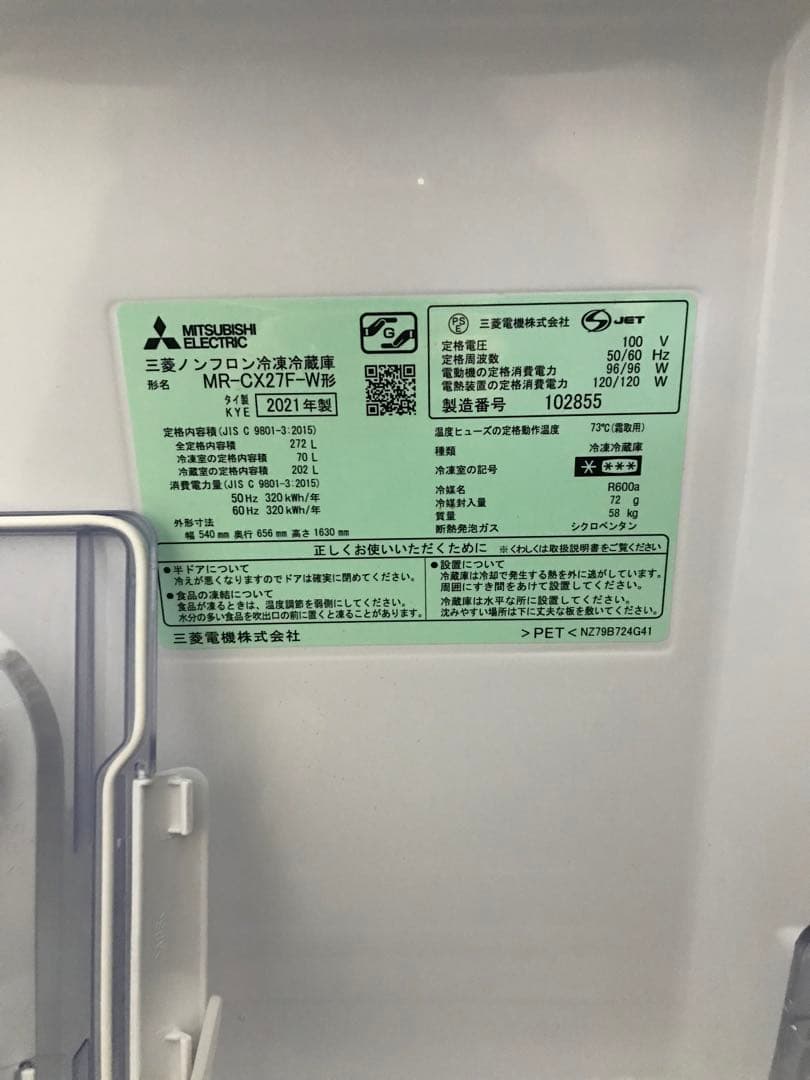 MITSUBISHI
ELECTRIC
G
三菱ノンフロン冷凍冷蔵庫
形名 MR-CX27F-W形
タイ製
KYE 2021年製
PS
E 三菱電機株式会社 S JET
定格電圧 100 V
定格周波数 50/60 Hz
電動機の定格消費電力 96/96 W
電熱装置の定格消費電力 120/120 W
製造番号 102855
定格内容積(JIS C 9801-3:2015)
全定格内容積 272 L
冷凍室の定格内容積 70 L
冷蔵室の定格内容積 202 L
消費電力量(JIS C 9801-3:2015)
50Hz 320 kWh/年
60Hz 320 kWh/年
外形寸法
幅 540 mm 奥行 656 mm 高さ 1630 mm
温度ヒューズの定格動作温度 73℃(霜取用)
種類 冷凍冷蔵庫
冷凍室の記号 * ***
冷媒名 R600a
冷媒封入量 72 g
質量 58 kg
断熱発泡ガス シクロペンタン
正しくお使いいただくために ※くわしくは取扱説明書をご覧ください
●半ドアについて
冷えが悪くなりますのでドアは確実に閉めてください。
●食品の凍結について
食品が凍るときは、温度調節を弱側にしてください。
水分の多い食品を吹出口の前に置くと凍ることがあります。
●設置について
冷蔵庫は冷却で発生する熱を外に逃がしています。
周囲にすき間をあけて設置してください。
冷蔵庫は水平な所に設置してください。
沈みやすい場所は下に丈夫な板を敷いてください。
三菱電機株式会社
>PET< NZ79B724G41